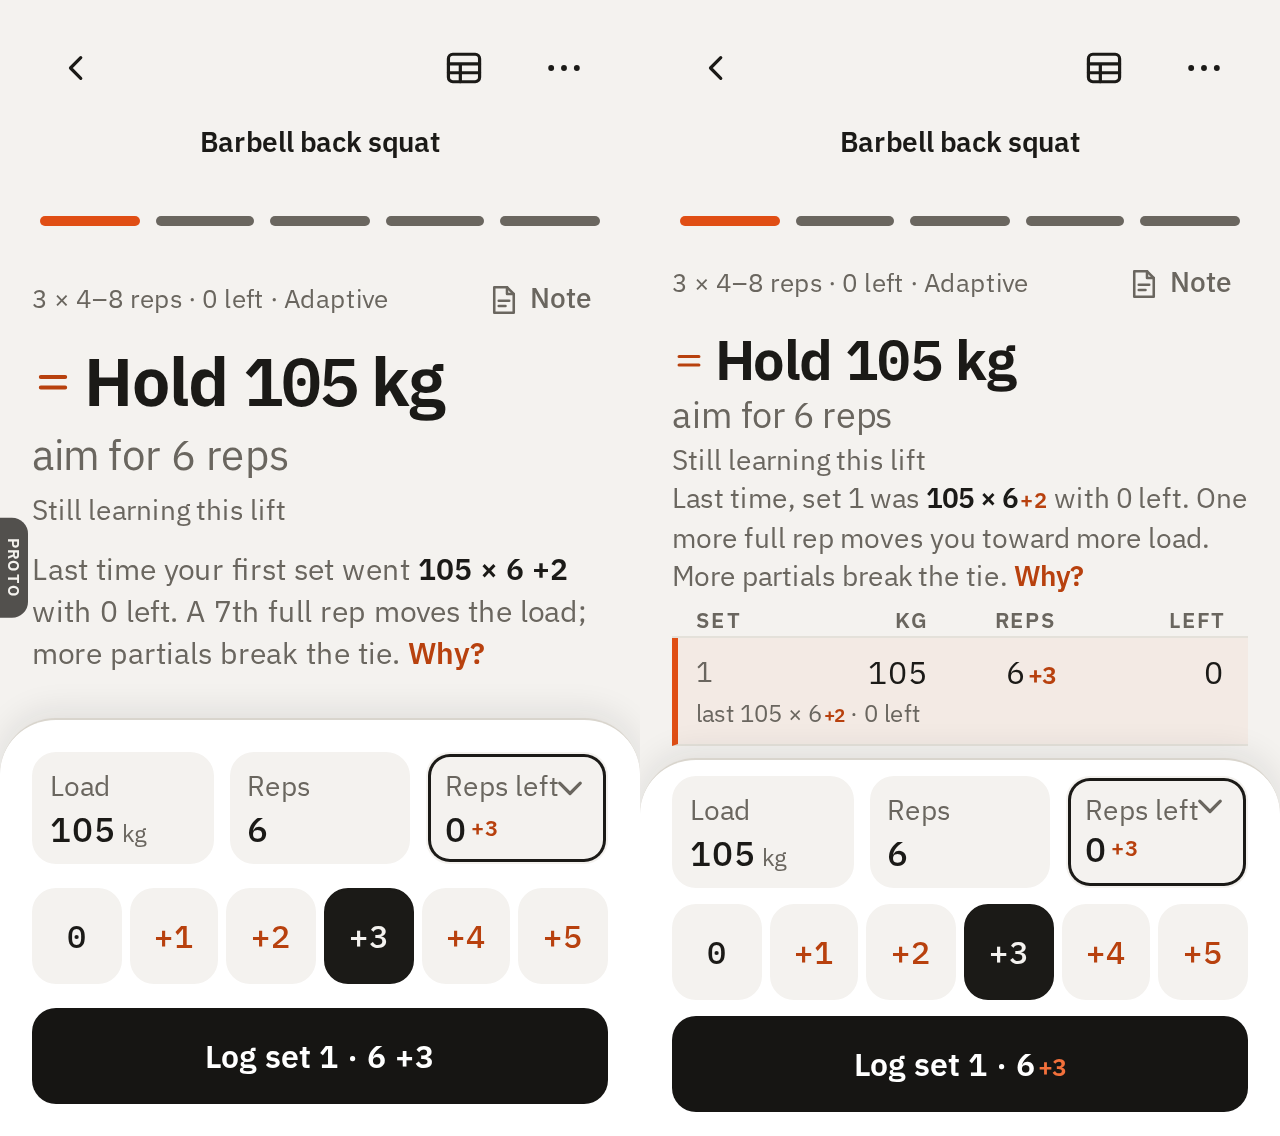 Barbell back squat
3 × 4–8 reps · 0 left · Adaptive
Note
= Hold 105 kg
aim for 6 reps
Still learning this lift
PROTO
Last time your first set went 105 × 6 +2
with 0 left. A 7th full rep moves the load;
more partials break the tie. Why?
Load
105 kg
Reps
6
Reps left
0 +3
0
+1
+2
+3
+4
+5
Log set 1 · 6 +3
Barbell back squat
3 × 4–8 reps · 0 left · Adaptive
Note
= Hold 105 kg
aim for 6 reps
Still learning this lift
Last time, set 1 was 105 × 6+2 with 0 left. One
more full rep moves you toward more load.
More partials break the tie. Why?
SET KG REPS LEFT
1 105 6+3 0
last 105 × 6+2 · 0 left
Load
105 kg
Reps
6
Reps left
0 +3
0
+1
+2
+3
+4
+5
Log set 1 · 6+3